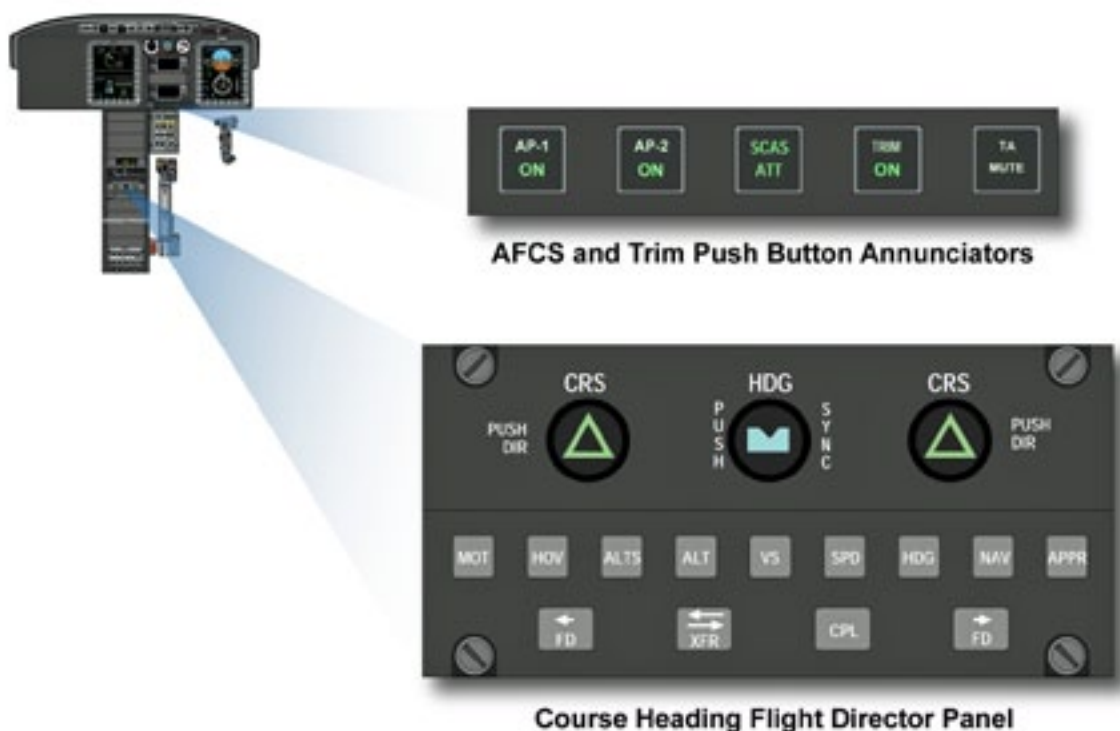 AP-1
ON
AP-2
ON
SCAS
ATT
TRIM
ON
TA
MUTE
AFCS and Trim Push Button Annunciators
CRS
PUSH
DIR
HDG
PUSH
SYNC
CRS
PUSH
DIR
MOT HOV ALTS ALT VS SPD HDG NAV APPR
FD XFR CPL FD
Course Heading Flight Director Panel